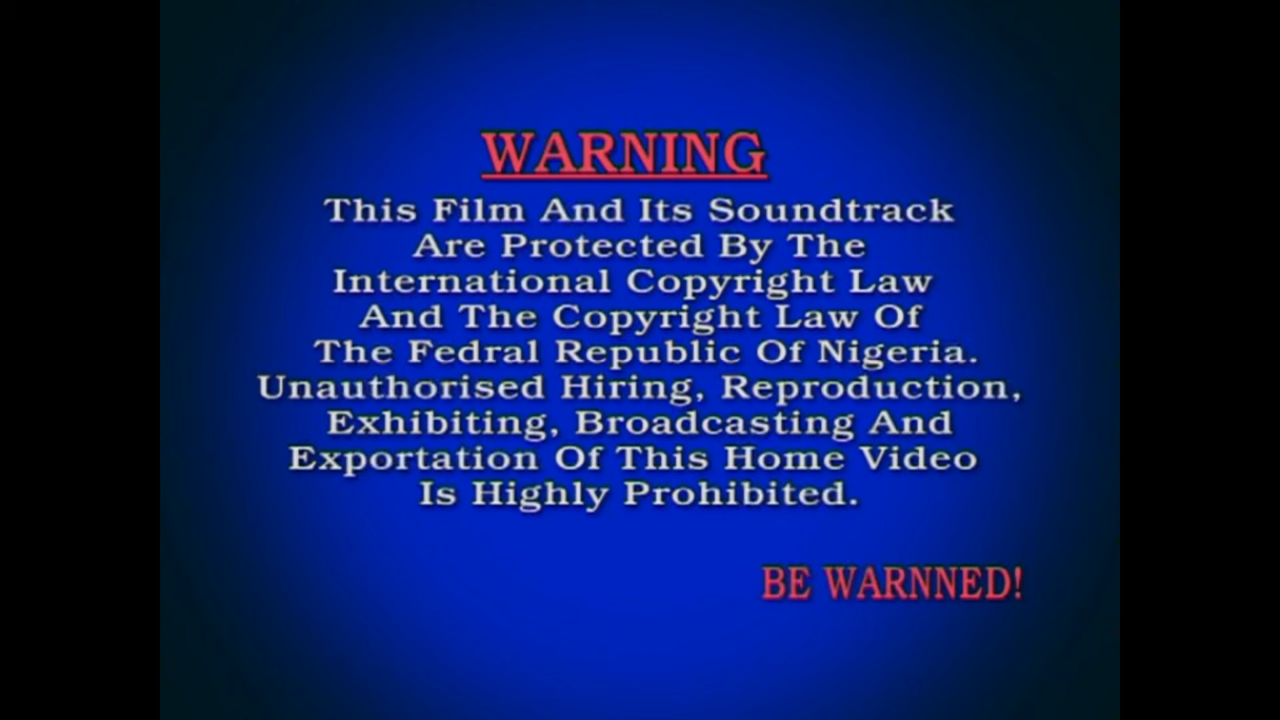 WARNING
This Film And Its Soundtrack
Are Protected By The
International Copyright Law
And The Copyright Law Of
The Fedral Republic Of Nigeria.
Unauthorised Hiring, Reproduction,
Exhibiting, Broadcasting And
Exportation Of This Home Video
Is Highly Prohibited.
BE WARNNED!